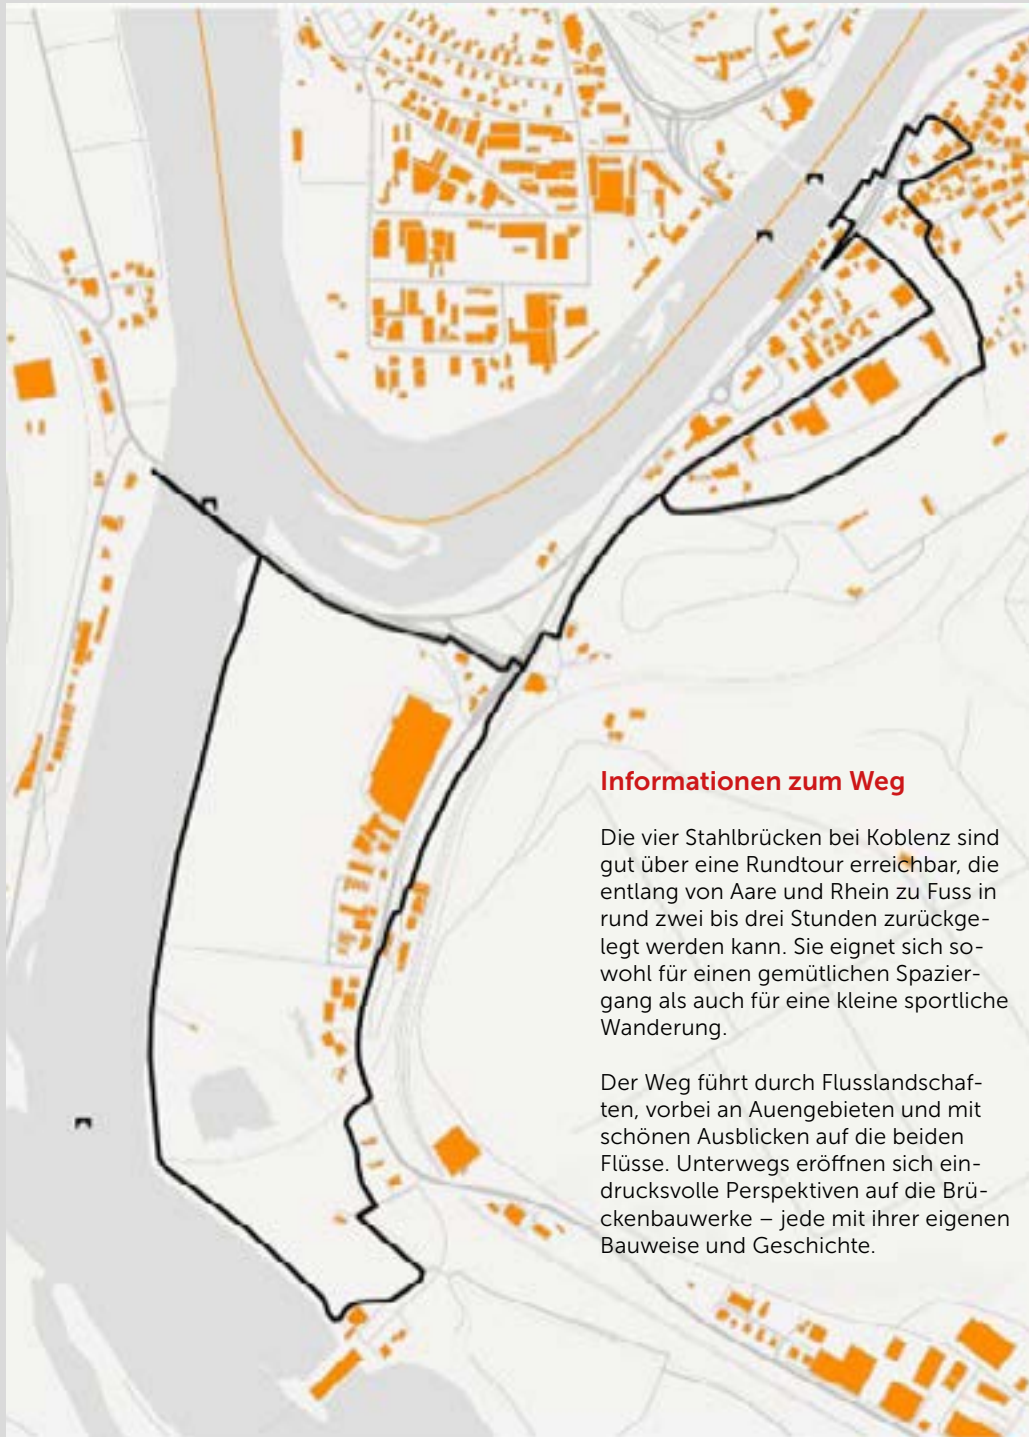 Informationen zum Weg
Die vier Stahlbrücken bei Koblenz sind
gut über eine Rundtour erreichbar, die
entlang von Aare und Rhein zu Fuss in
rund zwei bis drei Stunden zurückge-
legt werden kann. Sie eignet sich so-
wohl für einen gemütlichen Spazier-
gang als auch für eine kleine sportliche
Wanderung.
Der Weg führt durch Flusslandschaf-
ten, vorbei an Auengebieten und mit
schönen Ausblicken auf die beiden
Flüsse. Unterwegs eröffnen sich ein-
drucksvolle Perspektiven auf die Brü-
ckenbauwerke – jede mit ihrer eigenen
Bauweise und Geschichte.